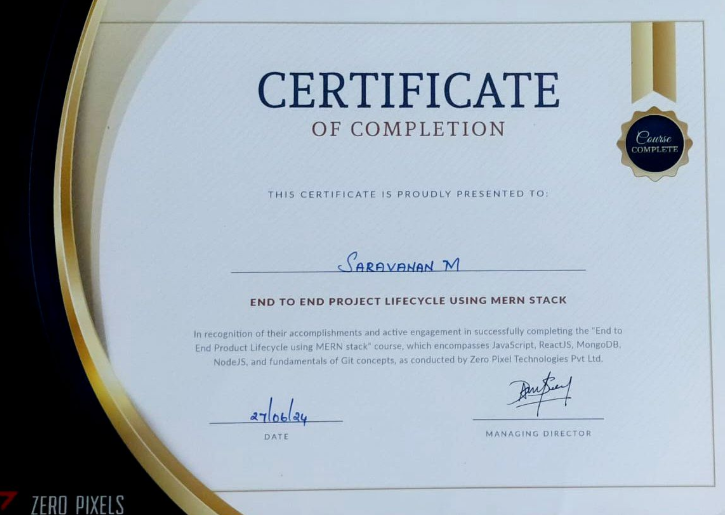 CERTIFICATE
OF COMPLETION
Course
COMPLETE
THIS CERTIFICATE IS PROUDLY PRESENTED TO:
SARAVANAN M
END TO END PROJECT LIFECYCLE USING MERN STACK
In recognition of their accomplishments and active engagement in successfully completing the "End to
End Product Lifecycle using MERN stack" course, which encompasses JavaScript, ReactJS, MongoDB,
NodeJS, and fundamentals of Git concepts, as conducted by Zero Pixel Technologies Pvt Ltd.
27/06/24
DATE
MANAGING DIRECTOR
ZERO PIXELS